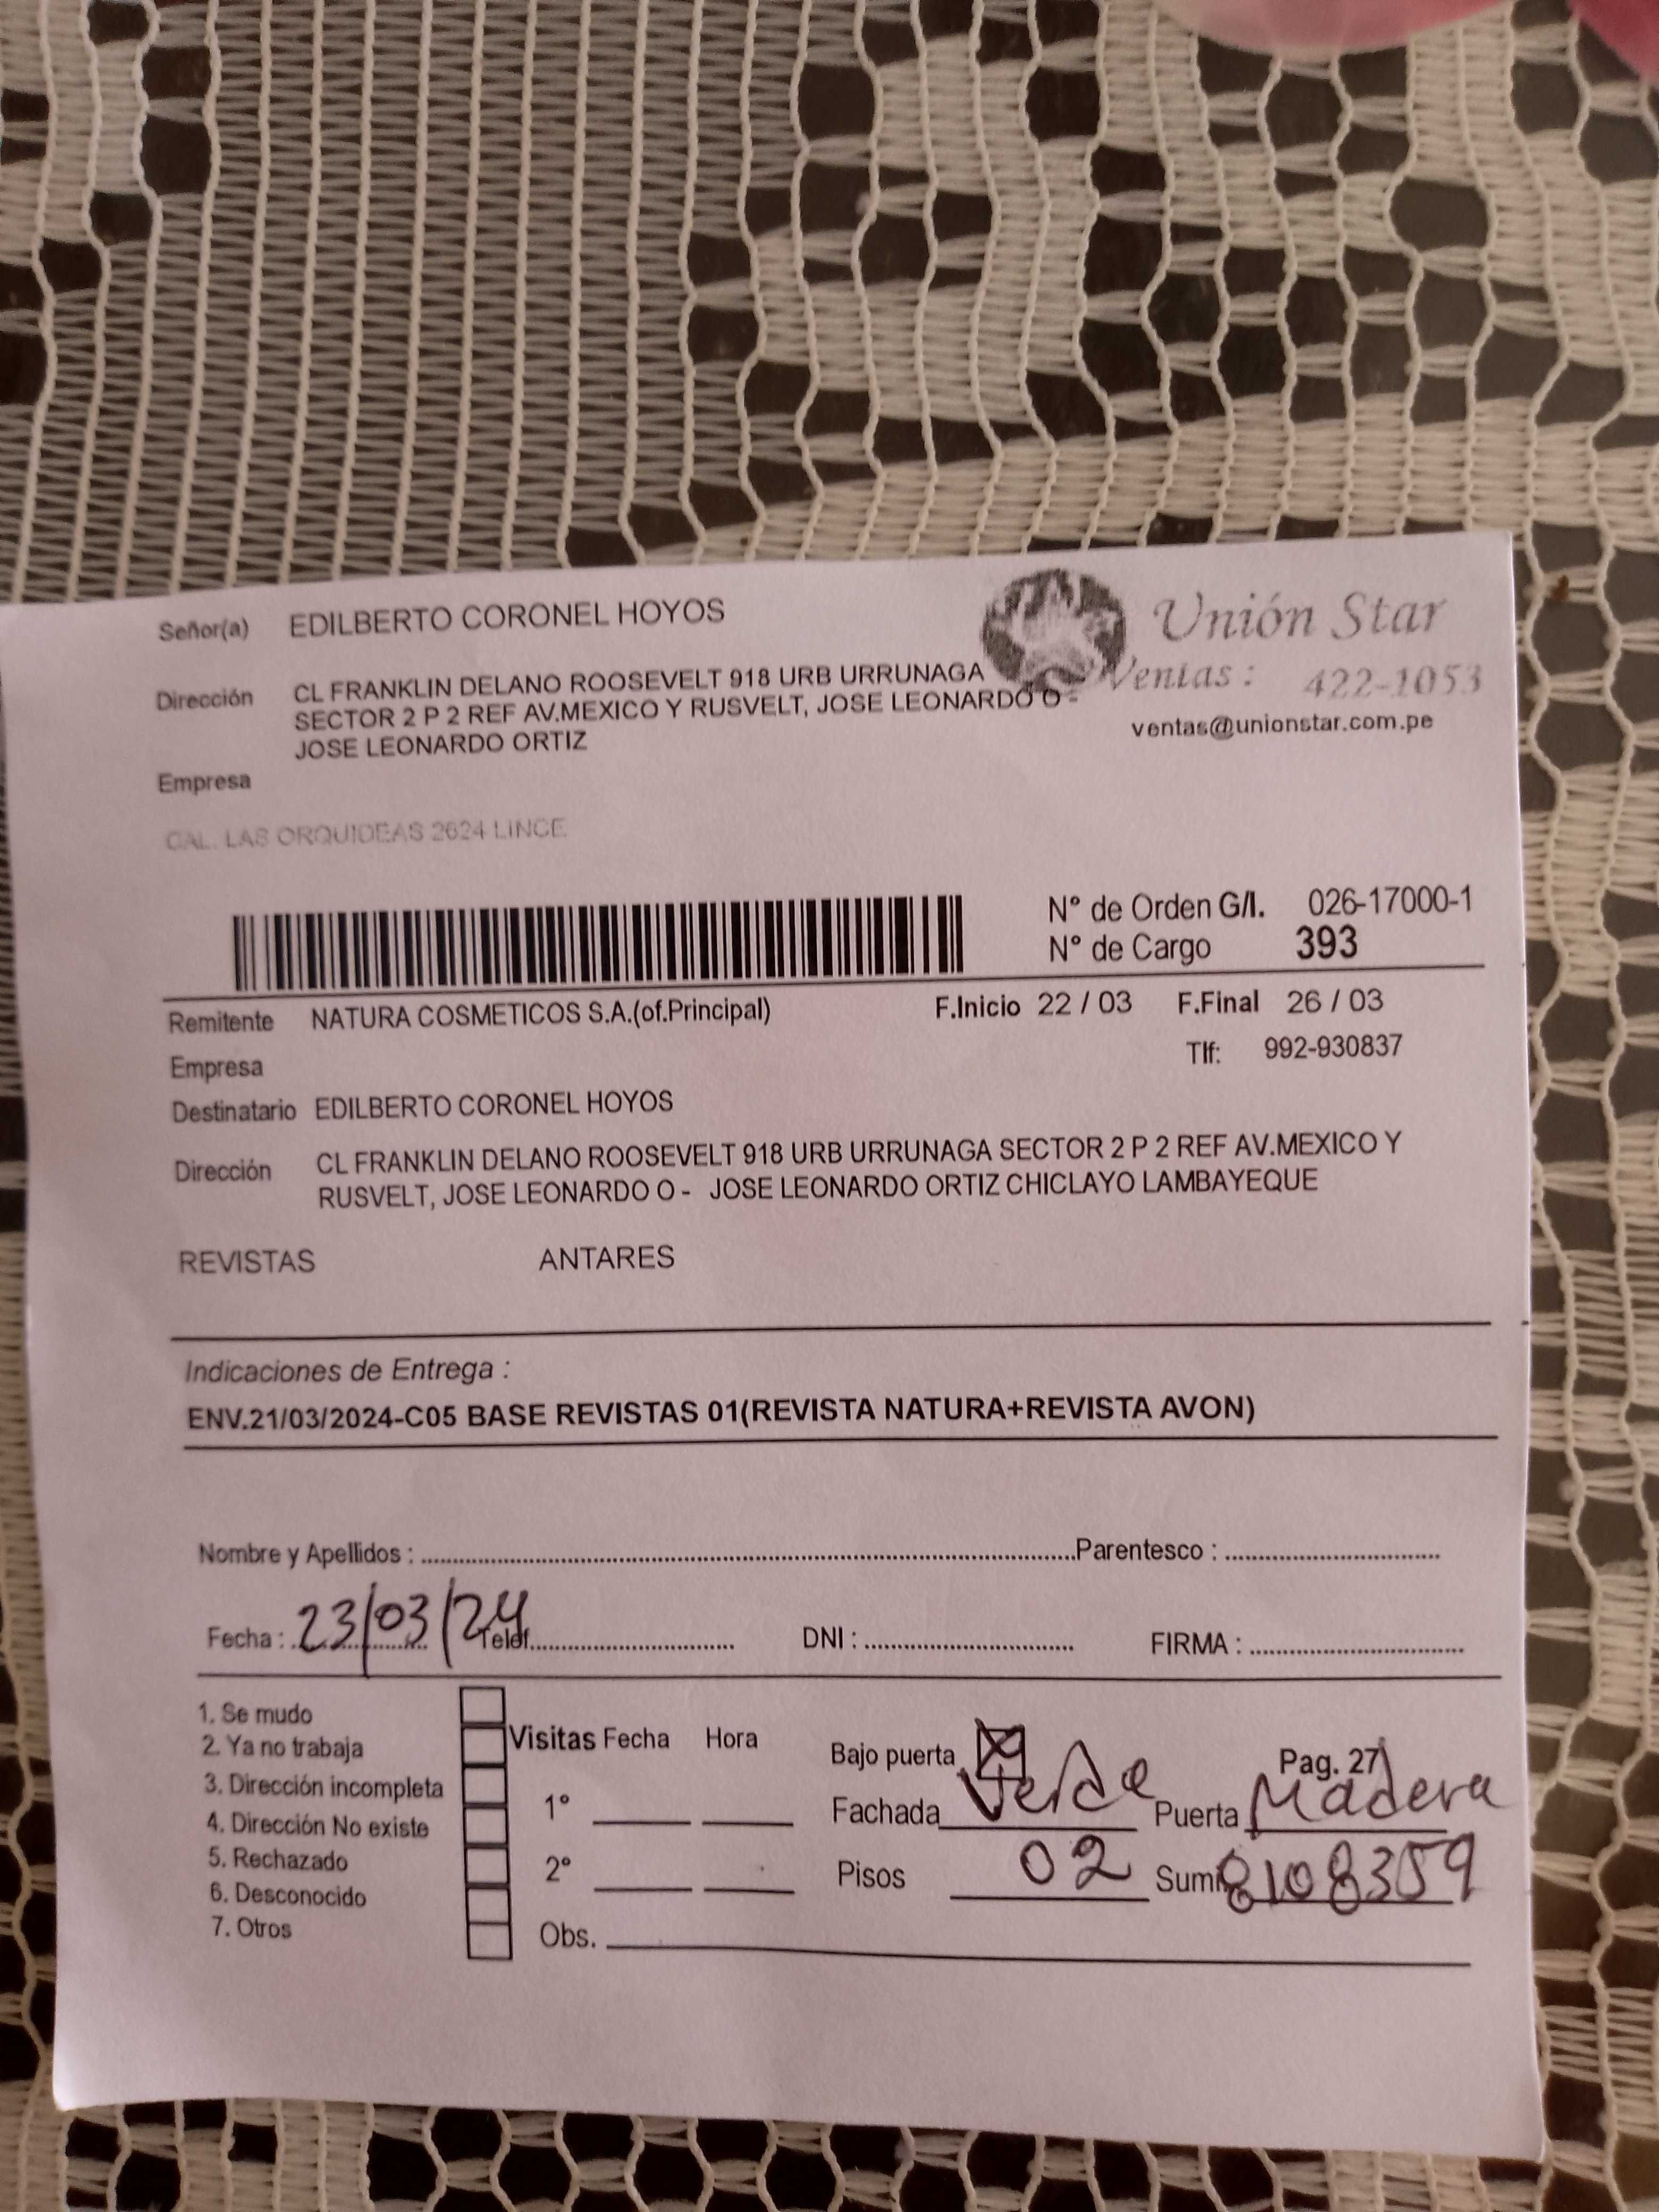 Señor(a) EDILBERTO CORONEL HOYOS
Unión Star
Dirección CL FRANKLIN DELANO ROOSEVELT 918 URB URRUNAGA
SECTOR 2 P 2 REF AV.MEXICO Y RUSVELT, JOSE LEONARDO O -
JOSE LEONARDO ORTIZ
Ventas: 422-1053
ventas@unionstar.com.pe
Empresa
CAL. LAS ORQUIDEAS 2624 LINCE
N° de Orden G/I. 026-17000-1
N° de Cargo 393
Remitente NATURA COSMETICOS S.A.(of.Principal) F.Inicio 22 / 03 F.Final 26 / 03
Empresa Tlf: 992-930837
Destinatario EDILBERTO CORONEL HOYOS
Dirección CL FRANKLIN DELANO ROOSEVELT 918 URB URRUNAGA SECTOR 2 P 2 REF AV.MEXICO Y
RUSVELT, JOSE LEONARDO O - JOSE LEONARDO ORTIZ CHICLAYO LAMBAYEQUE
REVISTAS ANTARES
Indicaciones de Entrega :
ENV.21/03/2024-C05 BASE REVISTAS 01(REVISTA NATURA+REVISTA AVON)
Nombre y Apellidos : Parentesco :
Fecha : 23/03/24 Telef. DNI : FIRMA :
1. Se mudo
2. Ya no trabaja
3. Dirección incompleta
4. Dirección No existe
5. Rechazado
6. Desconocido
7. Otros
Visitas Fecha Hora
1°
2°
Obs.
Bajo puerta X Pag. 27
Fachada Verde Puerta Madera
Pisos 02 Sumi 8108359